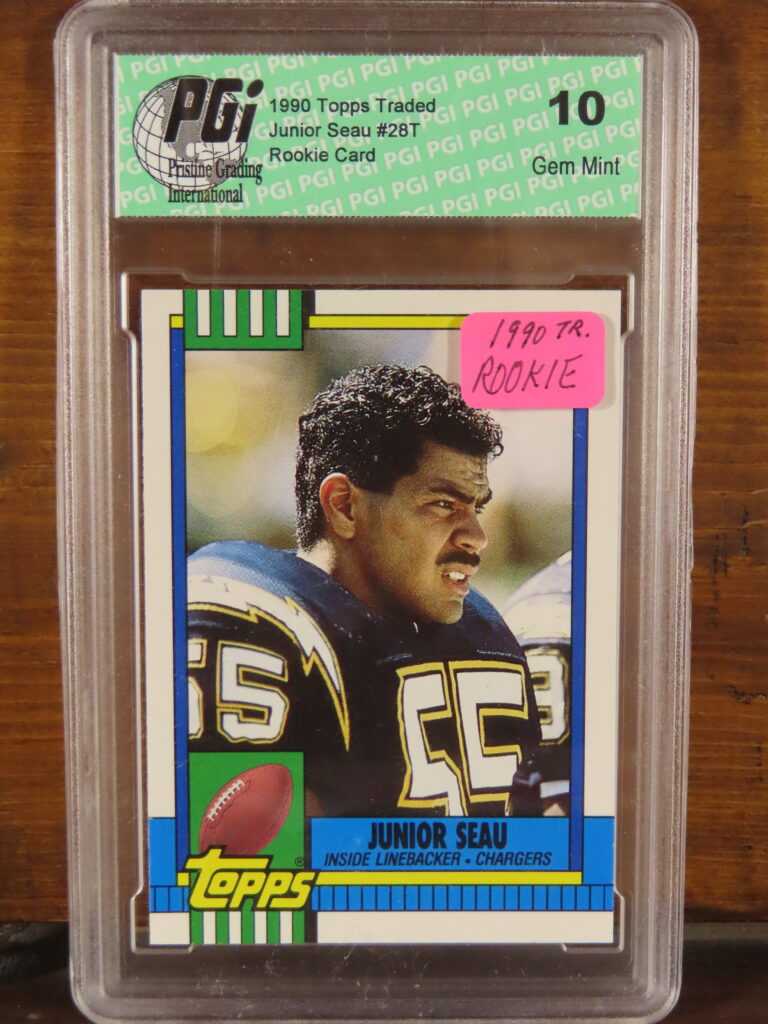 PGi
Pristine Grading
International
1990 Topps Traded
Junior Seau #28T
Rookie Card
10
Gem Mint
1990 TR.
ROOKIE
55
55
3
JUNIOR SEAU
INSIDE LINEBACKER • CHARGERS
topps®